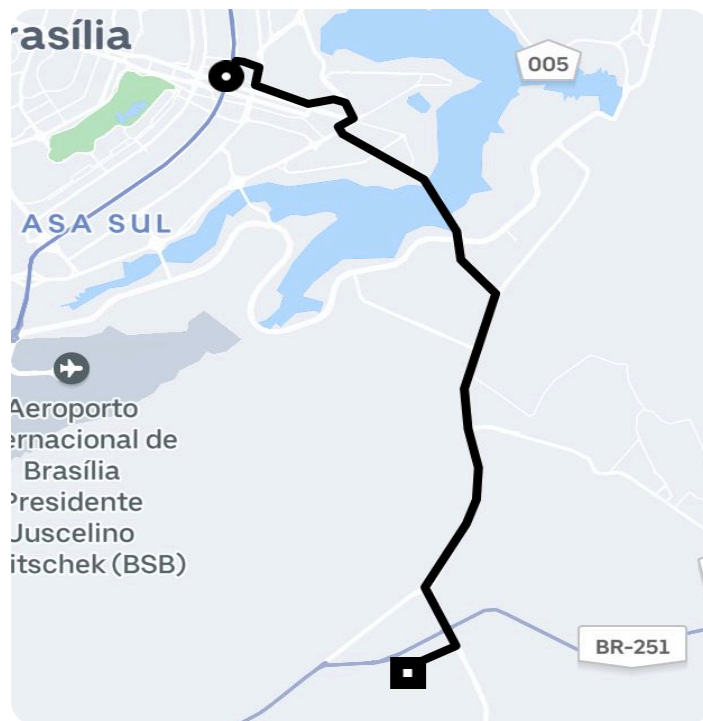 rasília
005
ASA SUL
Aeroporto
ernacional de
Brasília
Presidente
Juscelino
itschek (BSB)
BR-251